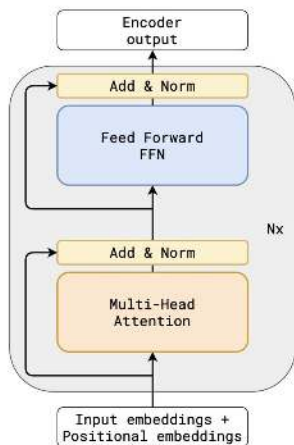 Encoder
output
Add & Norm
Feed Forward
FFN
Nx
Add & Norm
Multi-Head
Attention
Input embeddings +
Positional embeddings